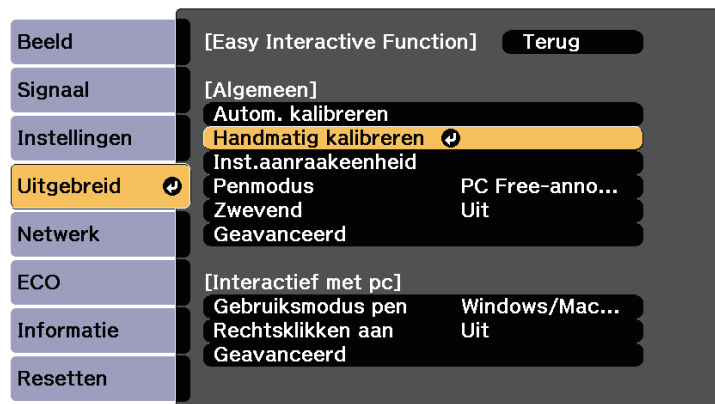 Beeld
Signaal
Instellingen
Uitgebreid
Netwerk
ECO
Informatie
Resetten
[Easy Interactive Function] Terug
[Algemeen]
Autom. kalibreren
Handmatig kalibreren
Inst.aanraakeenheid
Penmodus PC Free-anno...
Zwevend Uit
Geavanceerd
[Interactief met pc]
Gebruiksmodus pen Windows/Mac...
Rechtsklikken aan Uit
Geavanceerd